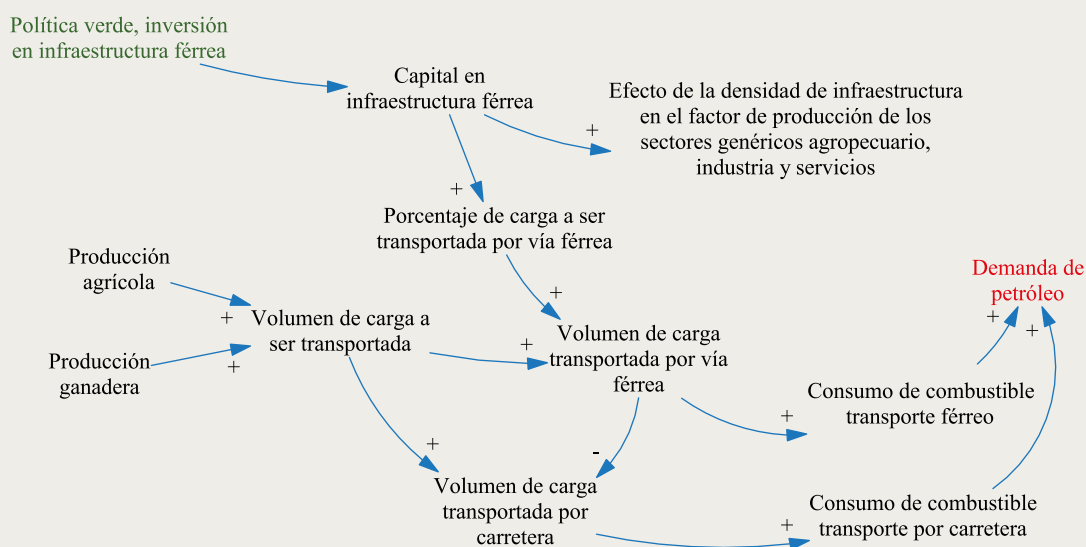 Política verde, inversión
en infraestructura férrea
Capital en
infraestructura férrea
Efecto de la densidad de infraestructura
en el factor de producción de los
sectores genéricos agropecuario,
industria y servicios
+
+
Porcentaje de carga a ser
transportada por vía férrea
Producción
agrícola
Demanda de
petróleo
+
+
Volumen de carga a
ser transportada
+
+
+
Volumen de carga
transportada por vía
férrea
Producción
ganadera
+
+
Consumo de combustible
transporte férreo
+
+
-
Volumen de carga
transportada por
carretera
Consumo de combustible
transporte por carretera
+